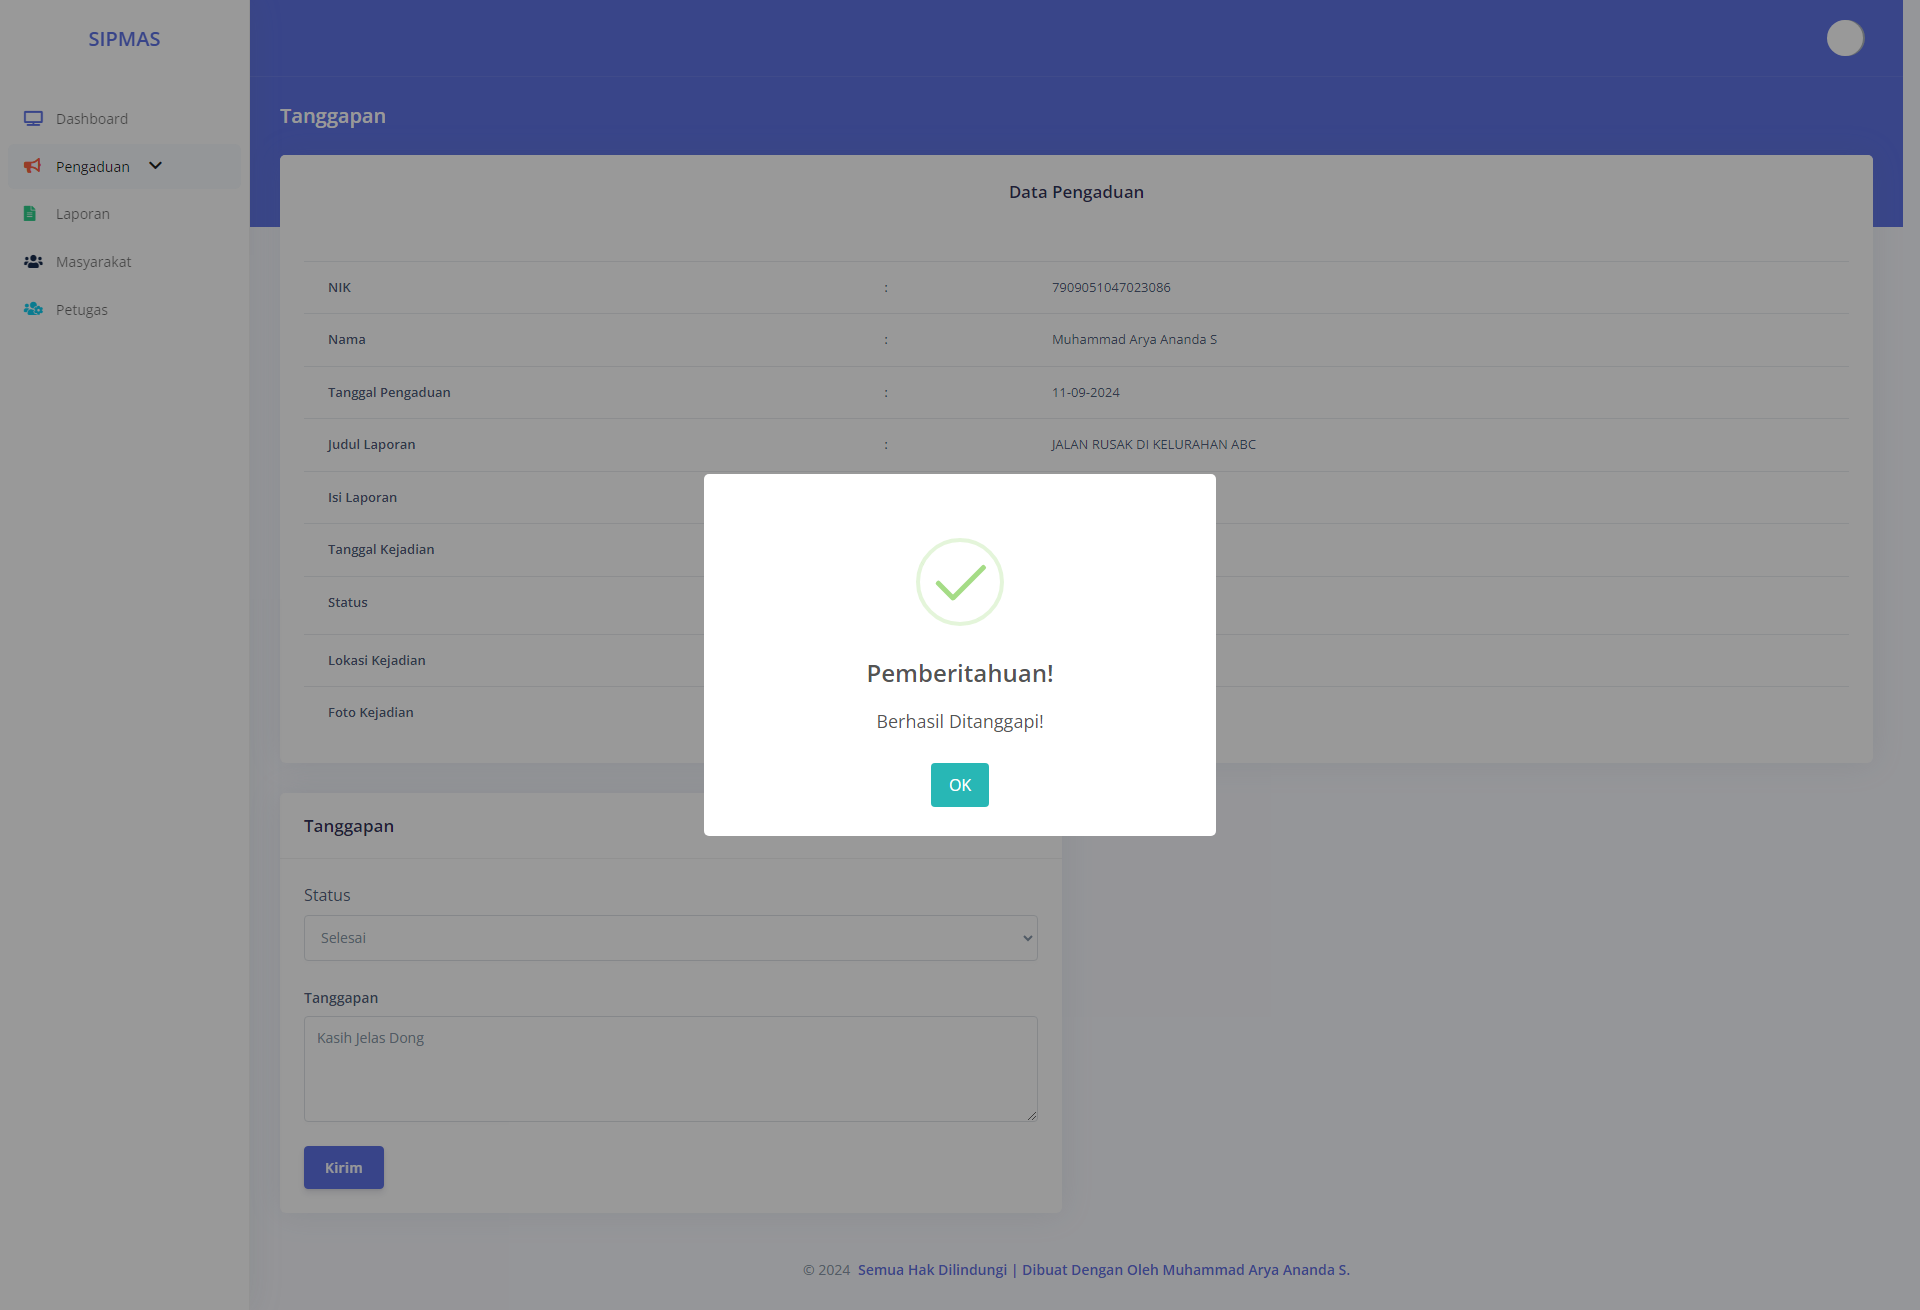 SIPMAS
Dashboard
Pengaduan
Laporan
Masyarakat
Petugas
Tanggapan
Data Pengaduan
NIK : 7909051047023086
Nama : Muhammad Arya Ananda S
Tanggal Pengaduan : 11-09-2024
Judul Laporan : JALAN RUSAK DI KELURAHAN ABC
Isi Laporan
Tanggal Kejadian
Status
Lokasi Kejadian
Foto Kejadian
Pemberitahuan!
Berhasil Ditanggapi!
OK
Tanggapan
Status
Selesai
Tanggapan
Kasih Jelas Dong
Kirim
© 2024 Semua Hak Dilindungi | Dibuat Dengan Oleh Muhammad Arya Ananda S.